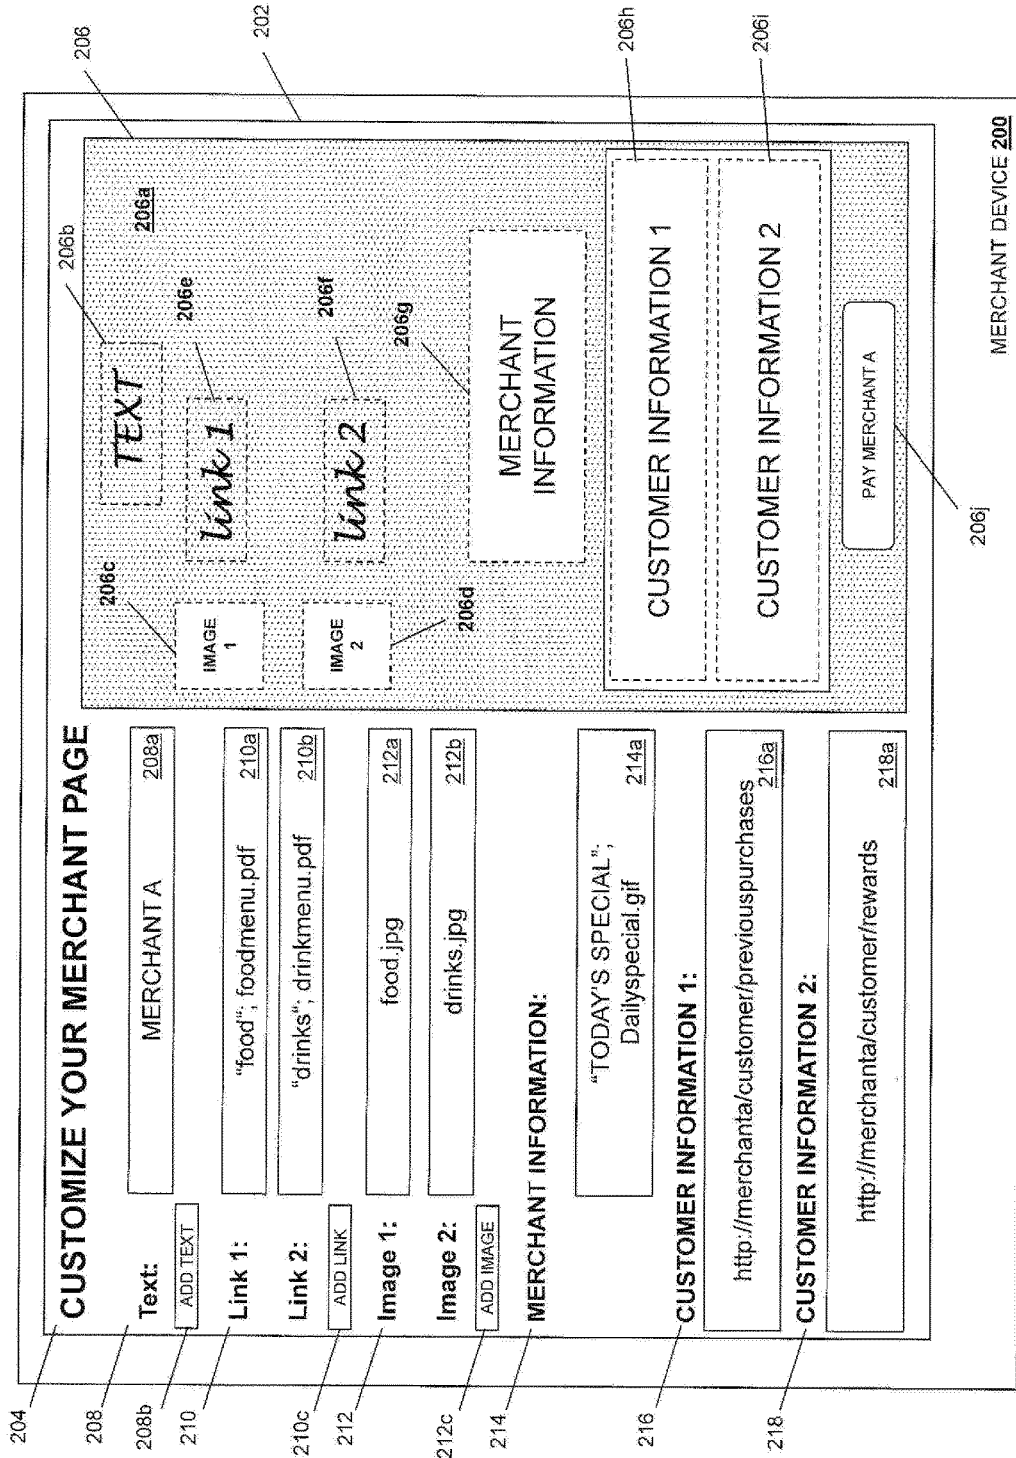 204
CUSTOMIZE YOUR MERCHANT PAGE
208
Text:
MERCHANT A
208a
208b
ADD TEXT
210
Link 1:
"food"; foodmenu.pdf
210a
Link 2:
"drinks"; drinkmenu.pdf
210b
210c
ADD LINK
212
Image 1:
food.jpg
212a
Image 2:
drinks.jpg
212b
212c
ADD IMAGE
214
MERCHANT INFORMATION:
"TODAY'S SPECIAL";
Dailyspecial.gif
214a
216
CUSTOMER INFORMATION 1:
http://merchanta/customer/previouspurchases
216a
218
CUSTOMER INFORMATION 2:
http://merchanta/customer/rewards
218a
206
202
206a
206b
TEXT
206c
IMAGE
1
206e
link 1
IMAGE
2
206d
206f
link 2
206g
MERCHANT
INFORMATION
206h
CUSTOMER INFORMATION 1
206i
CUSTOMER INFORMATION 2
PAY MERCHANT A
206j
MERCHANT DEVICE 200